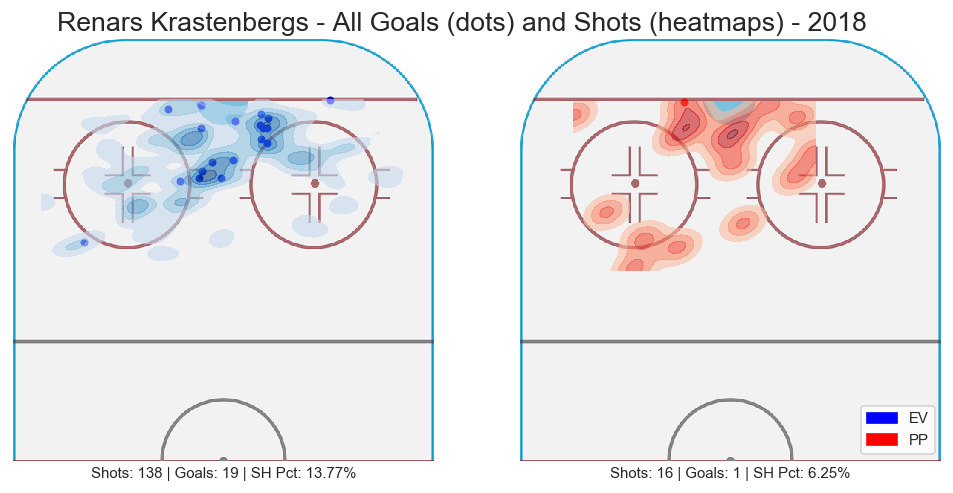 Renars Krastenbergs - All Goals (dots) and Shots (heatmaps) - 2018
EV
PP
Shots: 138 | Goals: 19 | SH Pct: 13.77%
Shots: 16 | Goals: 1 | SH Pct: 6.25%